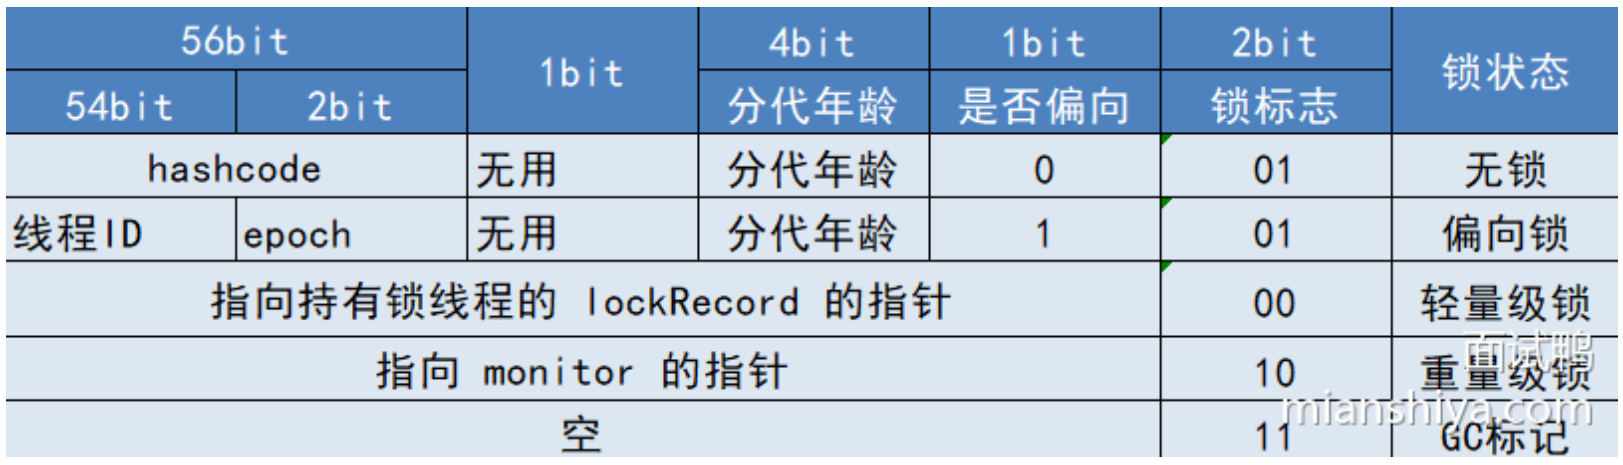 56bit 1bit 4bit 1bit 2bit 锁状态
54bit 2bit 分代年龄 是否偏向 锁标志
hashcode 无用 分代年龄 0 01 无锁
线程ID epoch 无用 分代年龄 1 01 偏向锁
指向持有锁线程的 lockRecord 的指针 00 轻量级锁
指向 monitor 的指针 10 重量级锁
空 11 GC标记
面试鸭
mianshiya.com